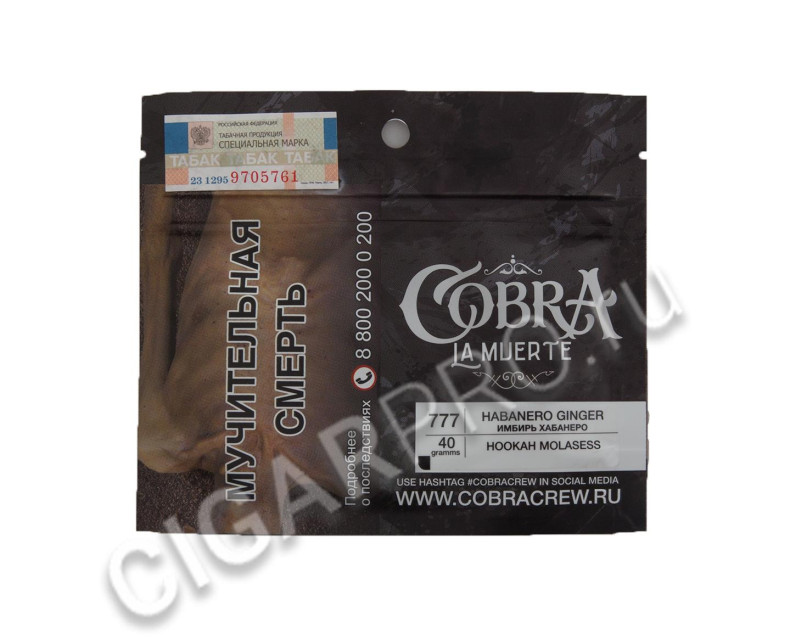 РОССИЙСКАЯ ФЕДЕРАЦИЯ
ТАБАЧНАЯ ПРОДУКЦИЯ
СПЕЦИАЛЬНАЯ МАРКА
ТАБАК ТАБАК ТАБАК
23 1295 9705761
МУЧИТЕЛЬНАЯ
СМЕРТЬ
Подробнее
о последствиях 8 800 200 0 200
COBRA
LA MUERTE
777 HABANERO GINGER
ИМБИРЬ ХАБАНЕРО
40
gramms
HOOKAH MOLASESS
USE HASHTAG #COBRACREW IN SOCIAL MEDIA
WWW.COBRACREW.RU
CIGARPRO.ru